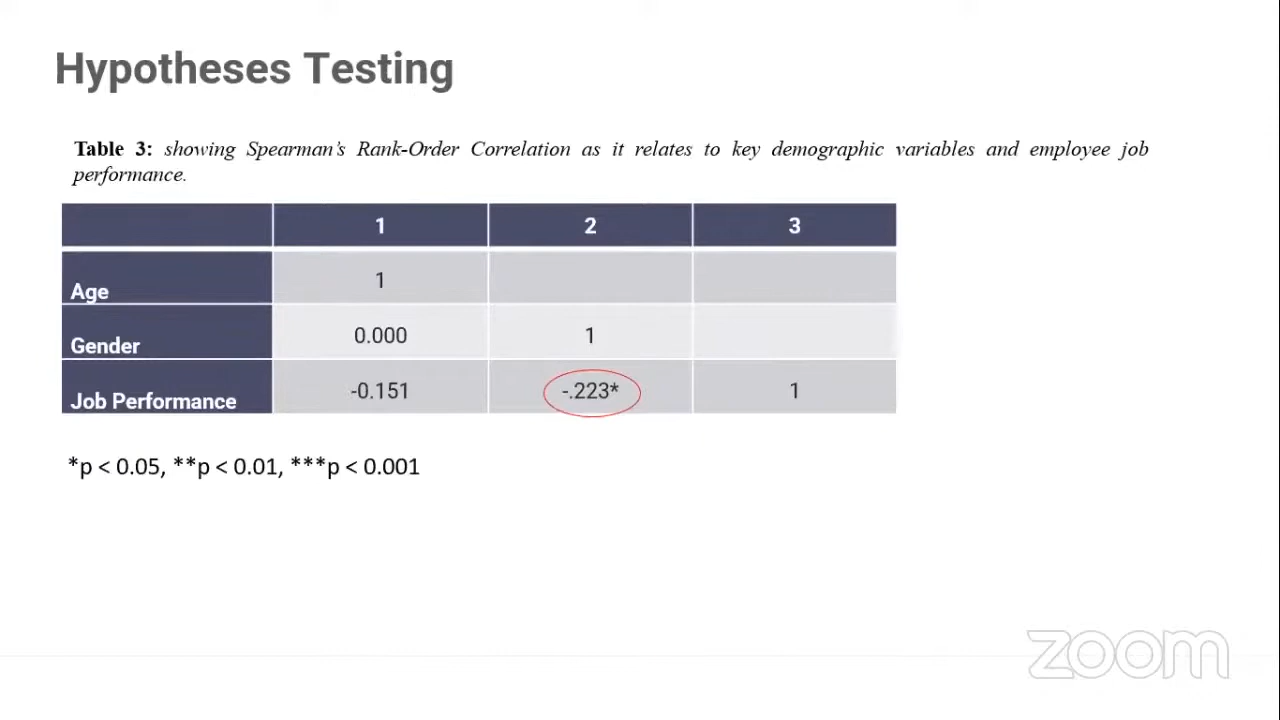 Hypotheses Testing
Table 3: showing Spearman's Rank-Order Correlation as it relates to key demographic variables and employee job
performance.
1 2 3
Age 1
Gender 0.000 1
Job Performance -0.151 -.223* 1
*p < 0.05, **p < 0.01, ***p < 0.001
zoom